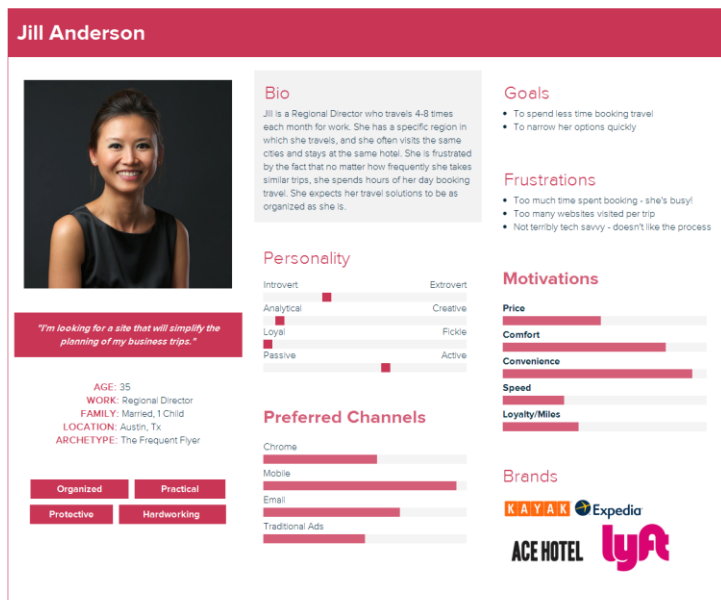 Jill Anderson
"I'm looking for a site that will simplify the
planning of my business trips."
AGE: 35
WORK: Regional Director
FAMILY: Married, 1 Child
LOCATION: Austin, Tx
ARCHETYPE: The Frequent Flyer
Organized
Practical
Protective
Hardworking
Bio
Jill is a Regional Director who travels 4-8 times
each month for work. She has a specific region in
which she travels, and she often visits the same
cities and stays at the same hotel. She is frustrated
by the fact that no matter how frequently she takes
similar trips, she spends hours of her day booking
travel. She expects her travel solutions to be as
organized as she is.
Personality
Introvert Extrovert
Analytical Creative
Loyal Fickle
Passive Active
Preferred Channels
Chrome
Mobile
Email
Traditional Ads
Goals
To spend less time booking travel
To narrow her options quickly
Frustrations
Too much time spent booking - she's busy!
Too many websites visited per trip
Not terribly tech savvy - doesn't like the process
Motivations
Price
Comfort
Convenience
Speed
Loyalty/Miles
Brands
KAYAK Expedia
ACE HOTEL lyft